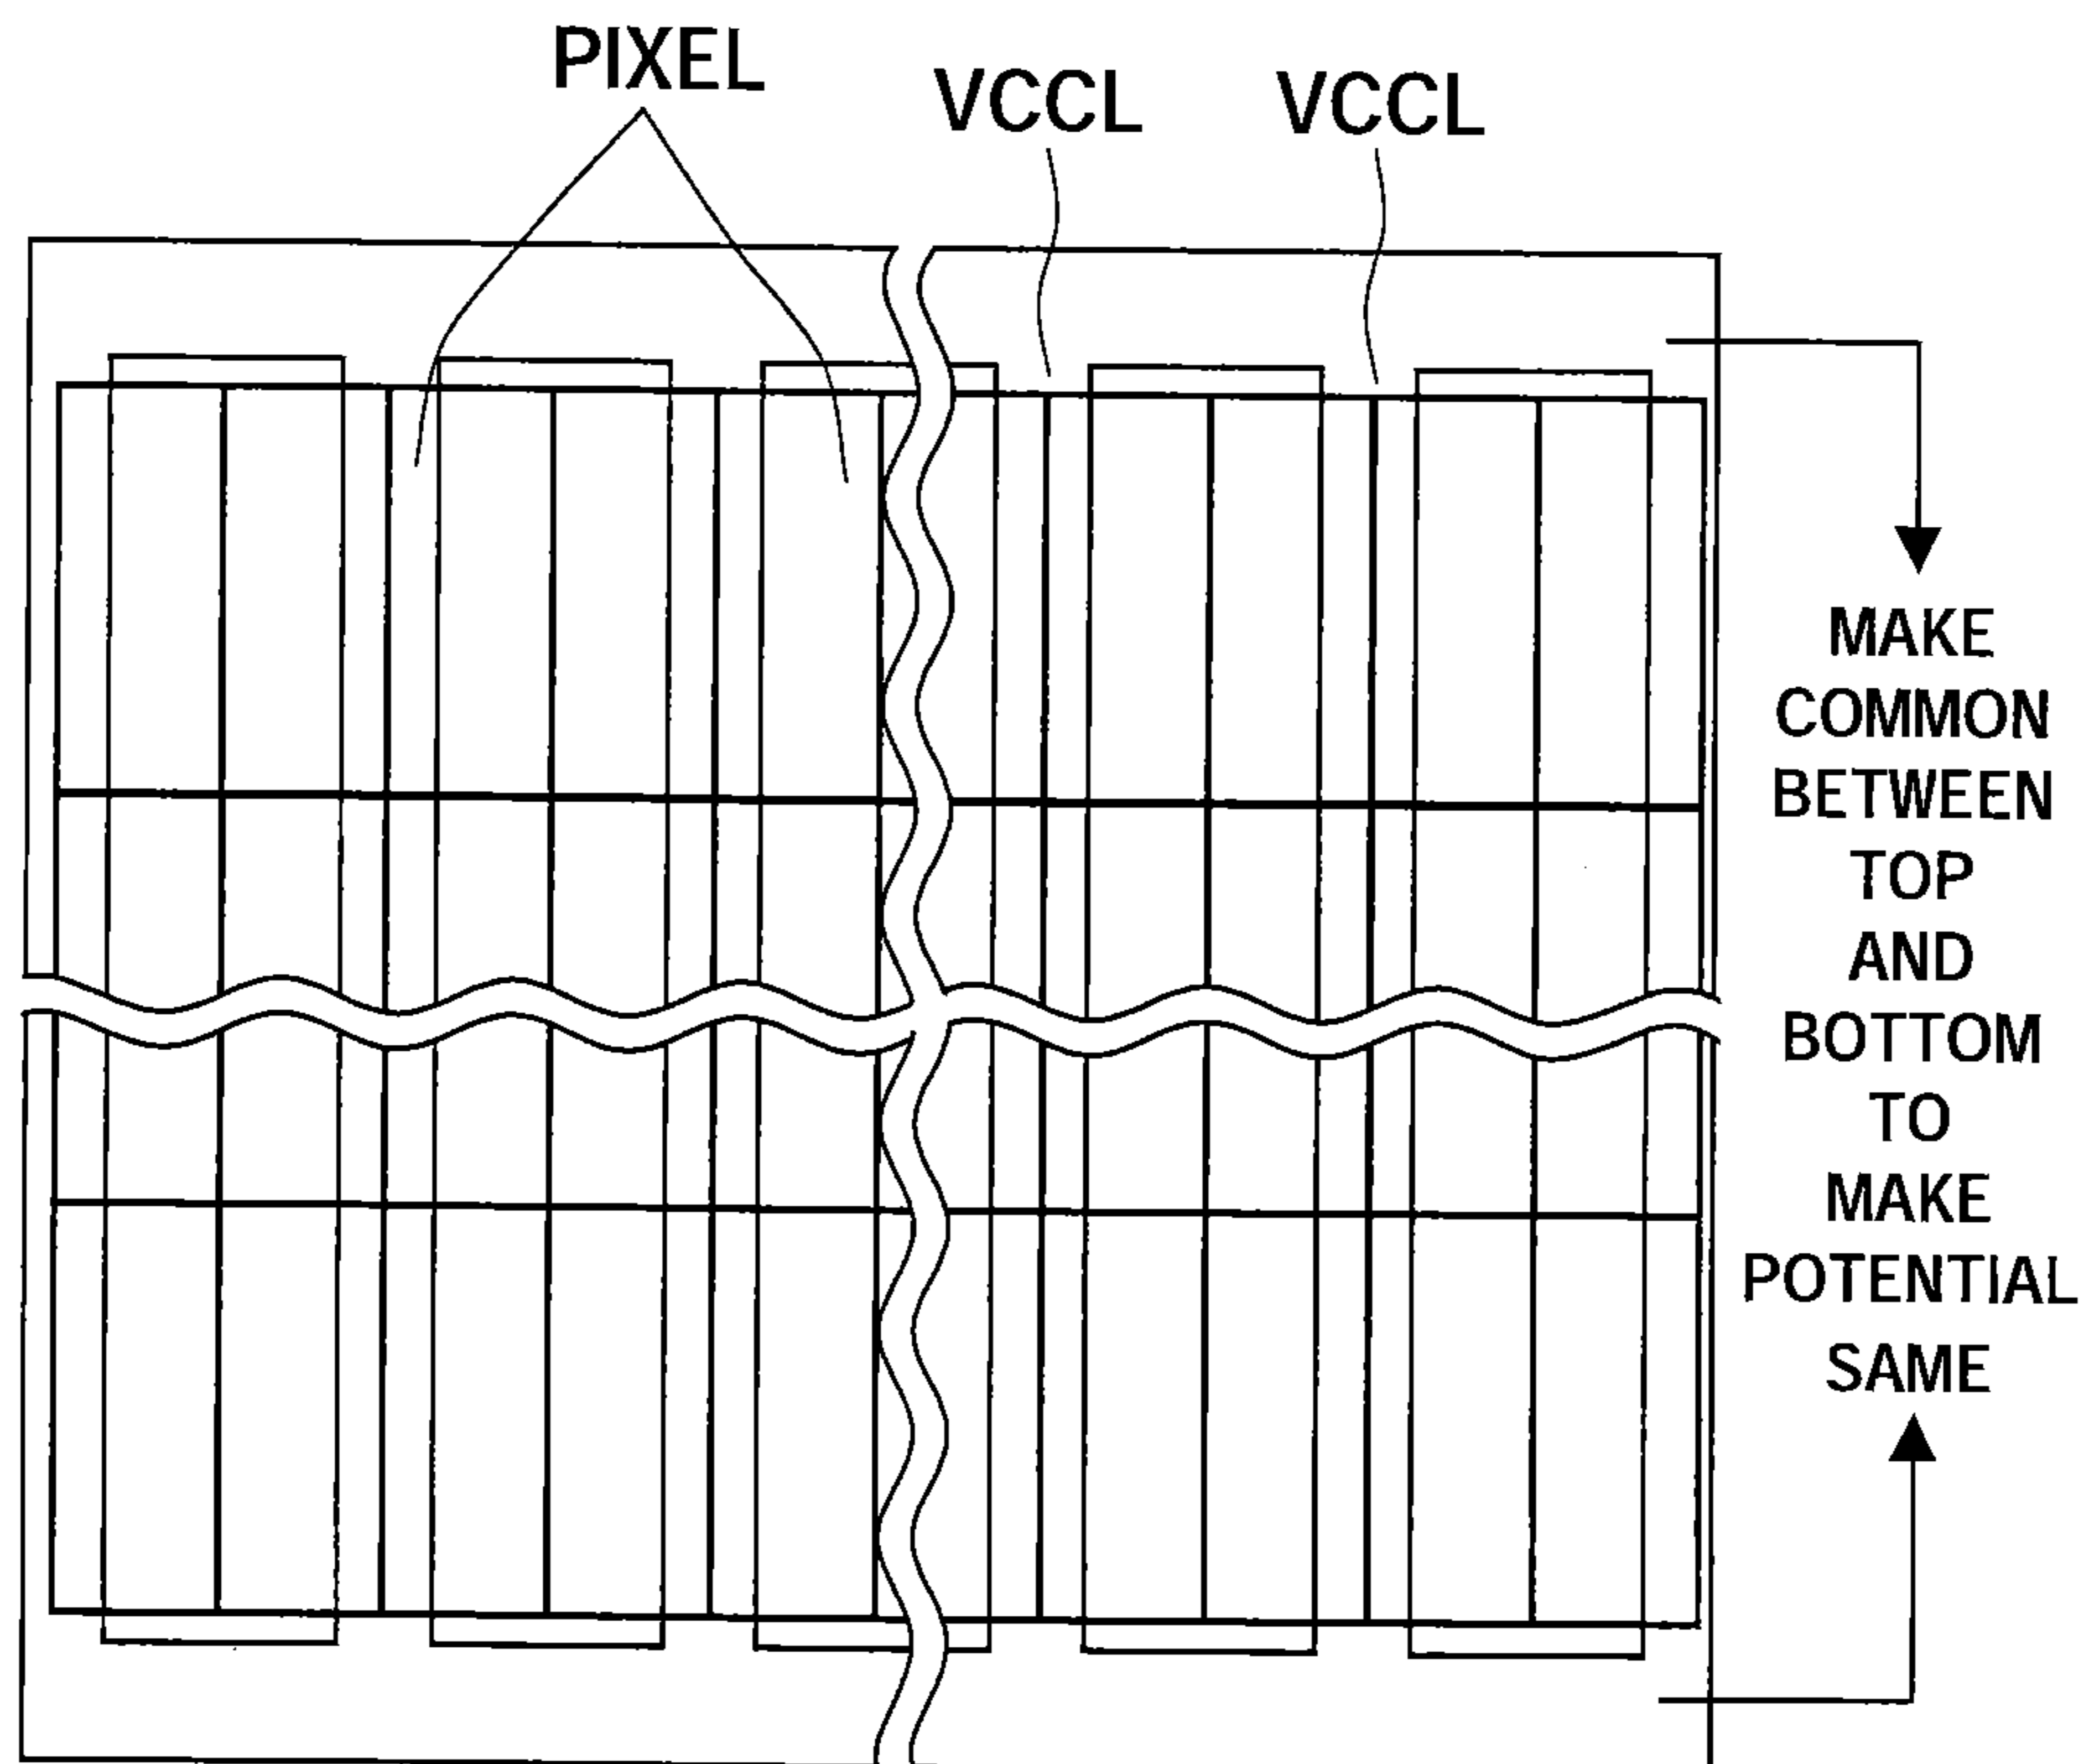 PIXEL
VCCL
VCCL
MAKE
COMMON
BETWEEN
TOP
AND
BOTTOM
TO
MAKE
POTENTIAL
SAME